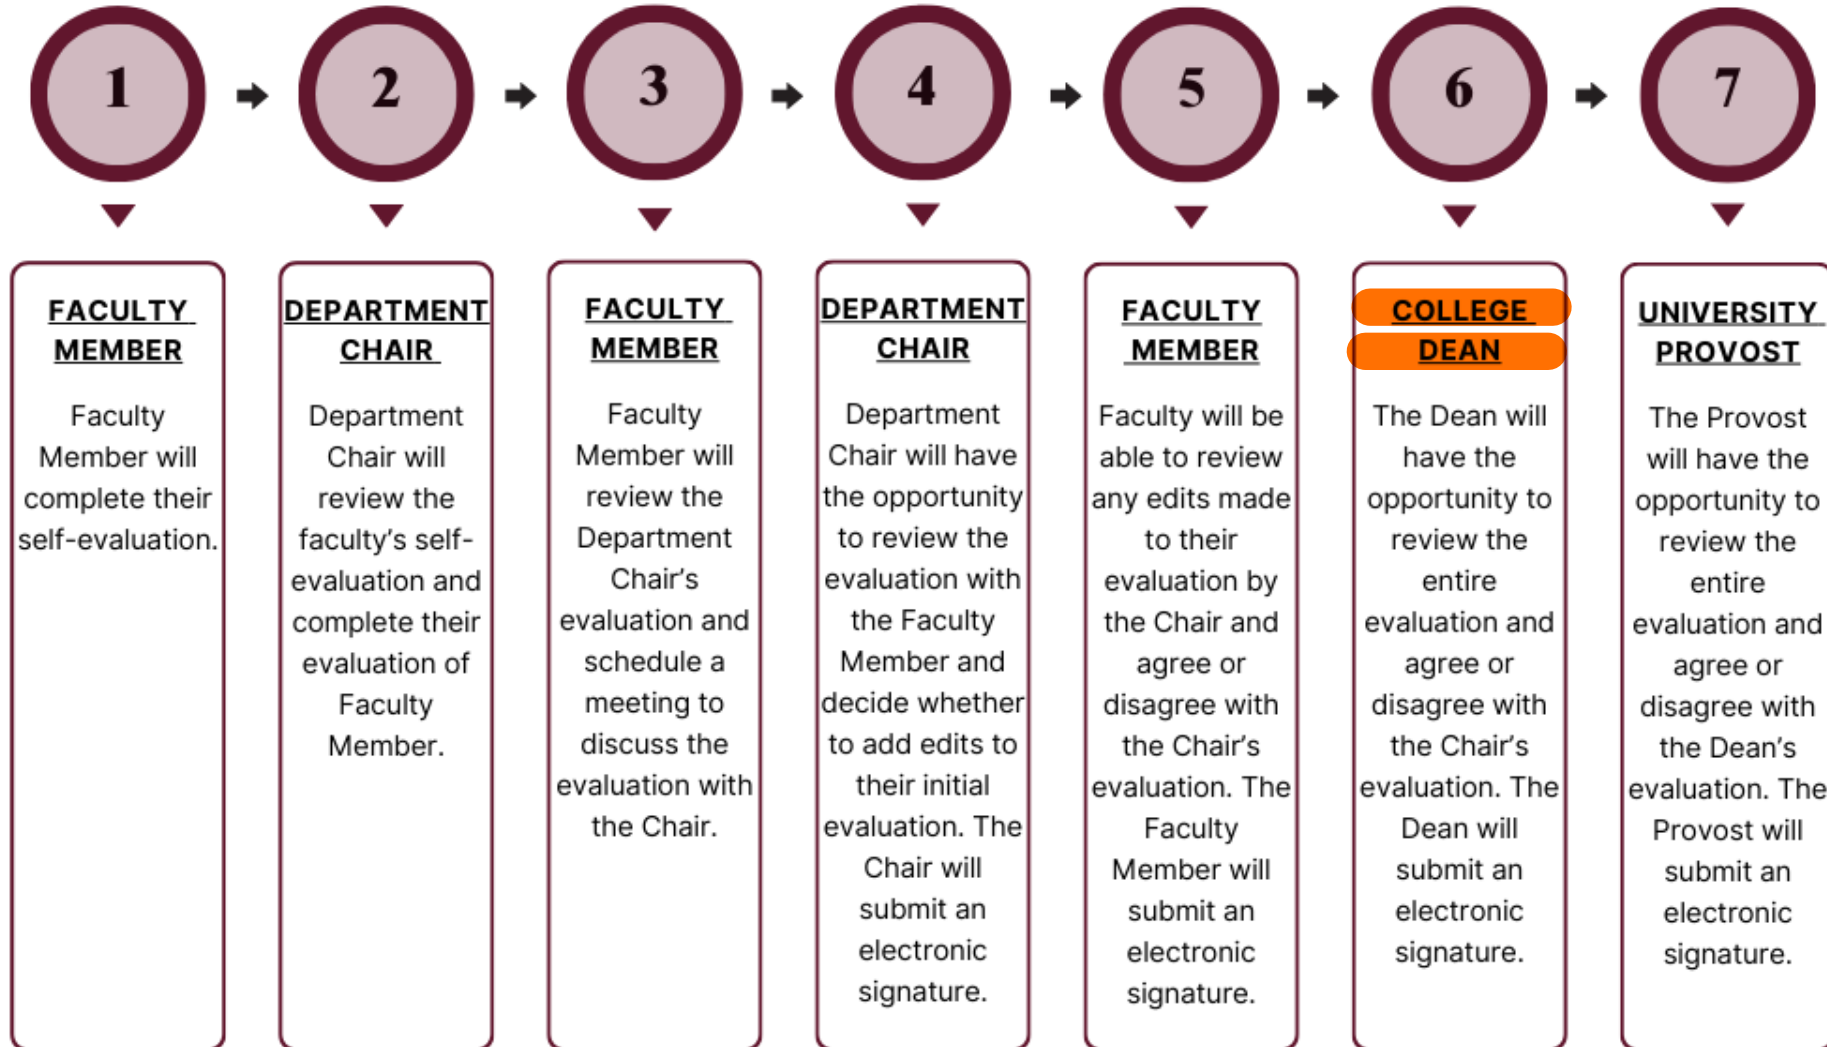 1
2
3
4
5
6
7
FACULTY
MEMBER
Faculty
Member will
complete their
self-evaluation.
DEPARTMENT
CHAIR
Department
Chair will
review the
faculty's self-
evaluation and
complete their
evaluation of
Faculty
Member.
FACULTY
MEMBER
Faculty
Member will
review the
Department
Chair's
evaluation and
schedule a
meeting to
discuss the
evaluation with
the Chair.
DEPARTMENT
CHAIR
Department
Chair will have
the opportunity
to review the
evaluation with
the Faculty
Member and
decide whether
to add edits to
their initial
evaluation. The
Chair will
submit an
electronic
signature.
FACULTY
MEMBER
Faculty will be
able to review
any edits made
to their
evaluation by
the Chair and
agree or
disagree with
the Chair's
evaluation. The
Faculty
Member will
submit an
electronic
signature.
COLLEGE
DEAN
The Dean will
have the
opportunity to
review the
entire
evaluation and
agree or
disagree with
the Chair's
evaluation. The
Dean will
submit an
electronic
signature.
UNIVERSITY
PROVOST
The Provost
will have the
opportunity to
review the
entire
evaluation and
agree or
disagree with
the Dean's
evaluation. The
Provost will
submit an
electronic
signature.